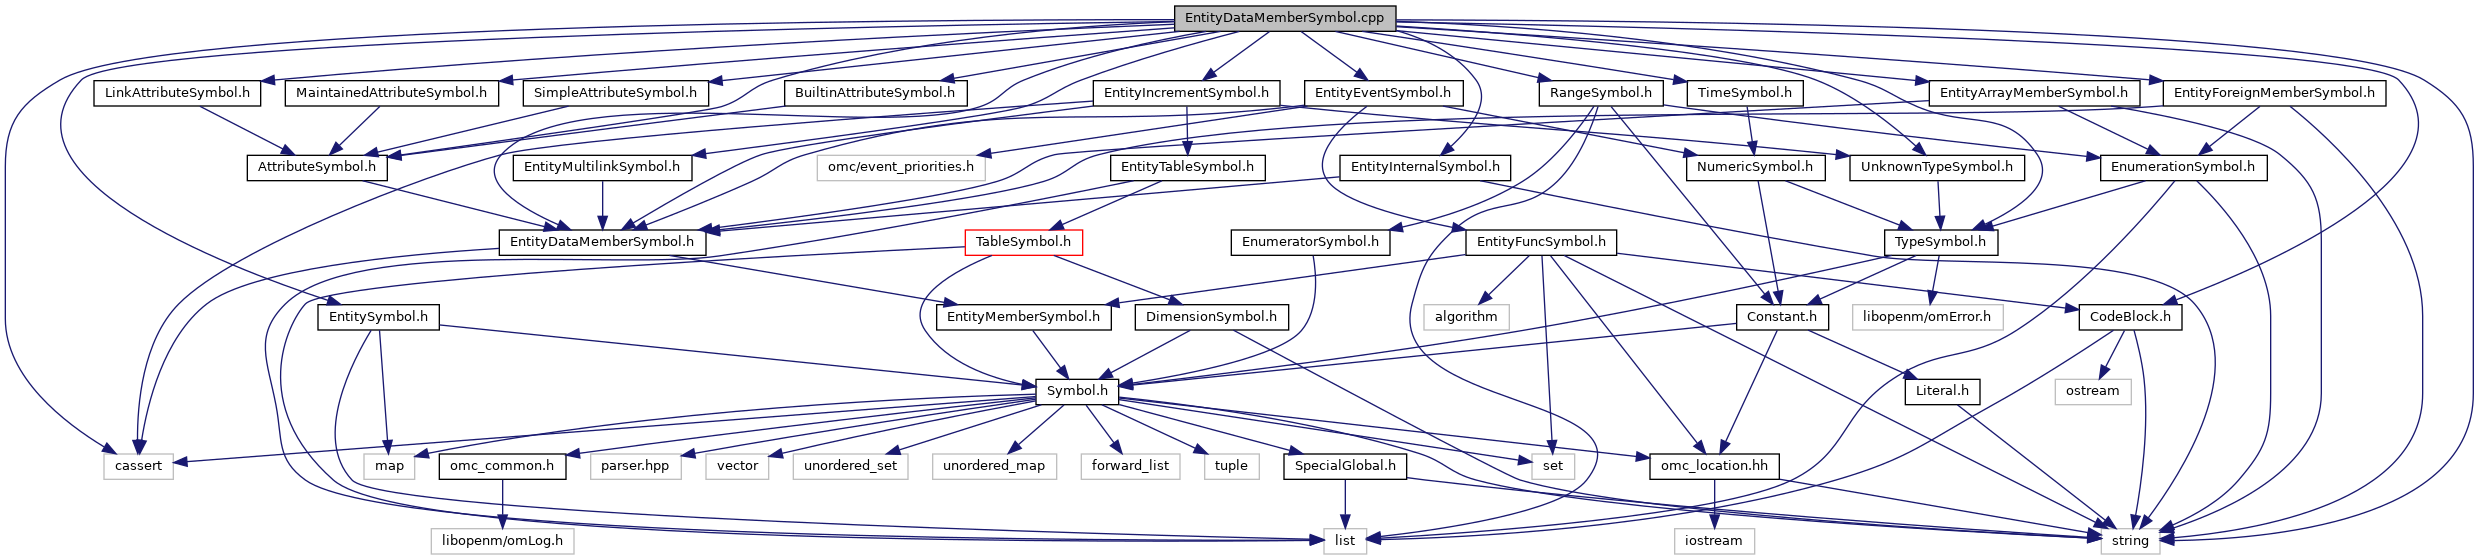 EntityDataMemberSymbol.cpp
LinkAttributeSymbol.h
MaintainedAttributeSymbol.h
SimpleAttributeSymbol.h
BuiltinAttributeSymbol.h
EntityIncrementSymbol.h
EntityEventSymbol.h
RangeSymbol.h
TimeSymbol.h
EntityArrayMemberSymbol.h
EntityForeignMemberSymbol.h
AttributeSymbol.h
EntityMultilinkSymbol.h
omc/event_priorities.h
EntityTableSymbol.h
EntityInternalSymbol.h
NumericSymbol.h
UnknownTypeSymbol.h
EnumerationSymbol.h
EntityDataMemberSymbol.h
TableSymbol.h
EnumeratorSymbol.h
EntityFuncSymbol.h
TypeSymbol.h
EntitySymbol.h
EntityMemberSymbol.h
DimensionSymbol.h
algorithm
Constant.h
libopenm/omError.h
CodeBlock.h
Symbol.h
Literal.h
ostream
cassert
map
omc_common.h
parser.hpp
vector
unordered_set
unordered_map
forward_list
tuple
SpecialGlobal.h
set
omc_location.hh
libopenm/omLog.h
list
iostream
string